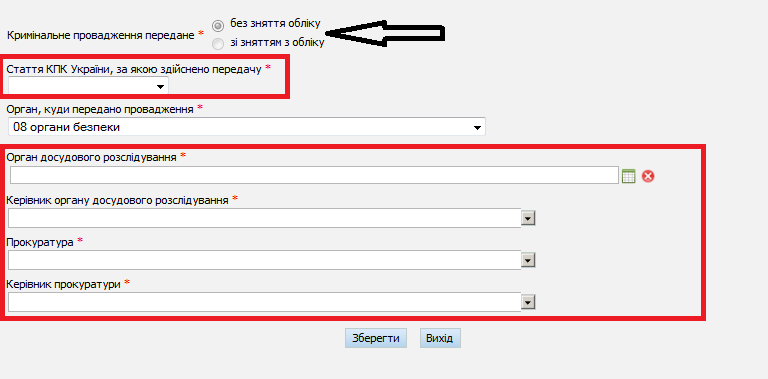 без зняття обліку
Кримінальне провадження передане *
зі зняттям з обліку
Стаття КПК України, за якою здійснено передачу *
Орган, куди передано провадження *
08 органи безпеки
Орган досудового розслідування *
Керівник органу досудового розслідування *
Прокуратура *
Керівник прокуратури *
Зберегти Вихід